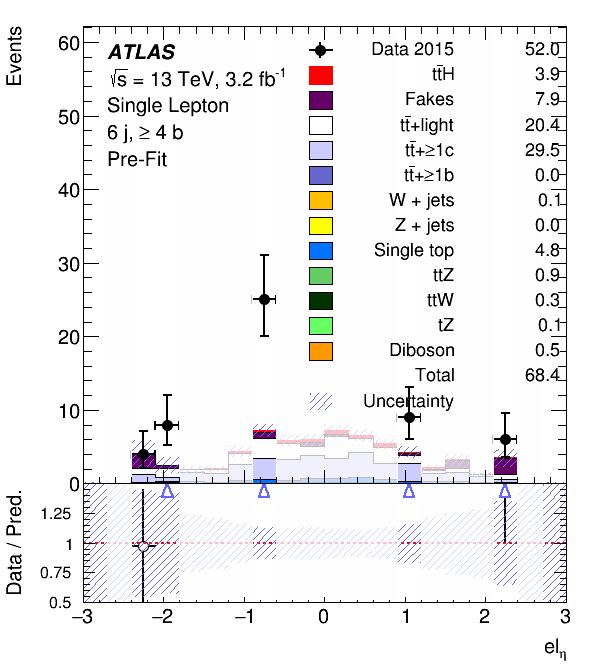 Events
60
50
40
30
20
10
0
ATLAS
√s = 13 TeV, 3.2 fb⁻¹
Single Lepton
6 j, ≥ 4 b
Pre-Fit
Data 2015 52.0
tt̄H 3.9
Fakes 7.9
tt̄+light 20.4
tt̄+≥1c 29.5
tt̄+≥1b 0.0
W + jets 0.1
Z + jets 0.0
Single top 4.8
ttZ 0.9
ttW 0.3
tZ 0.1
Diboson 0.5
Total 68.4
Uncertainty
Data / Pred.
1.25
1
0.75
0.5
−3 −2 −1 0 1 2 3
el_η